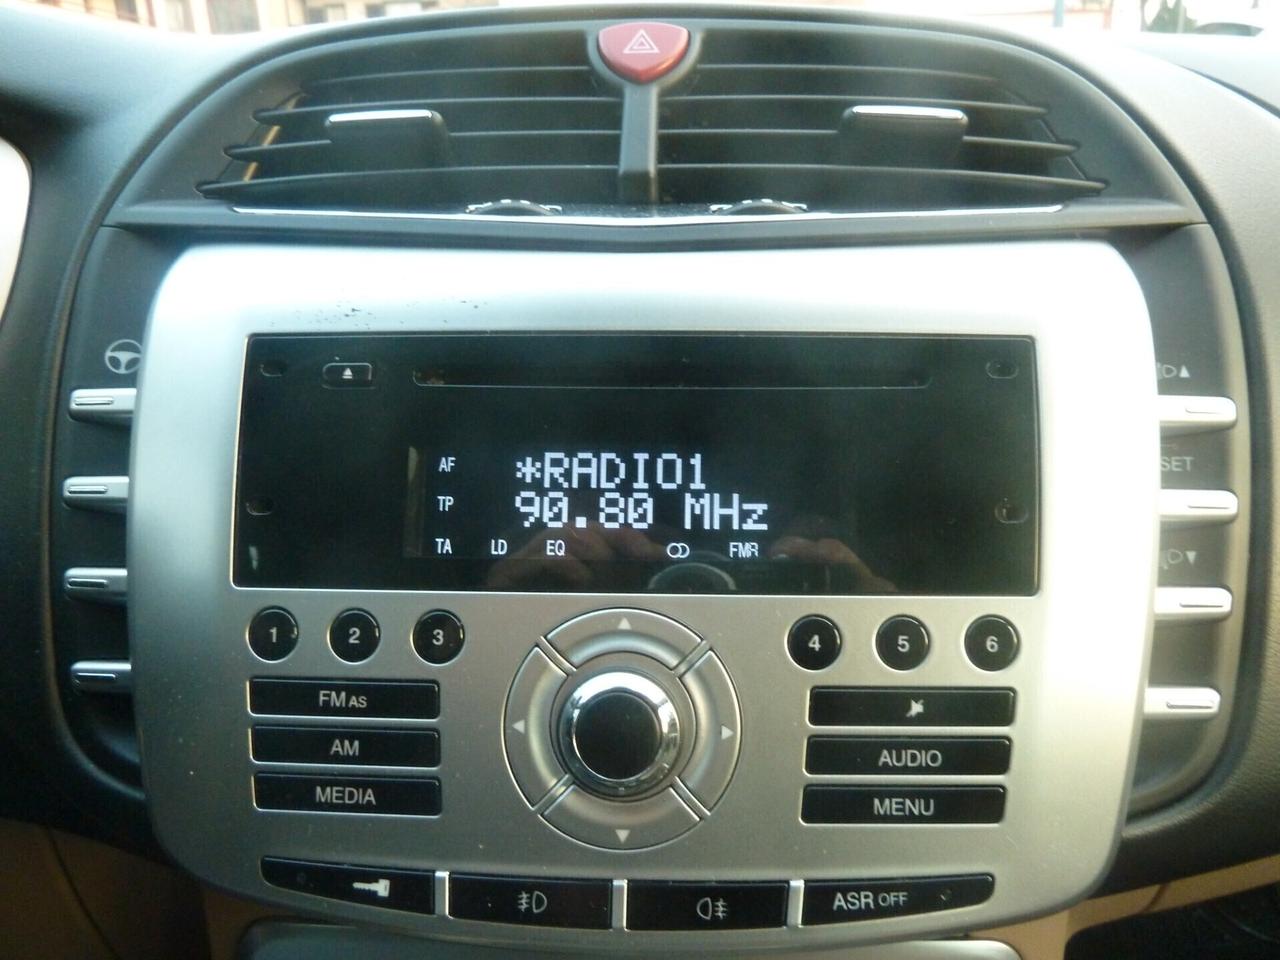 SET
AF
*RADIO1
TP
90.80 MHz
TA LD EQ FMR
1 2 3 4 5 6
FM AS
AM
AUDIO
MEDIA
MENU
ASR OFF